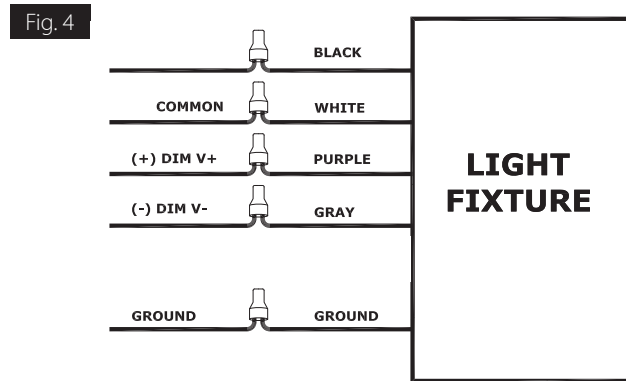 Fig. 4
BLACK
COMMON WHITE
(+) DIM V+ PURPLE
(-) DIM V- GRAY
GROUND GROUND
LIGHT
FIXTURE